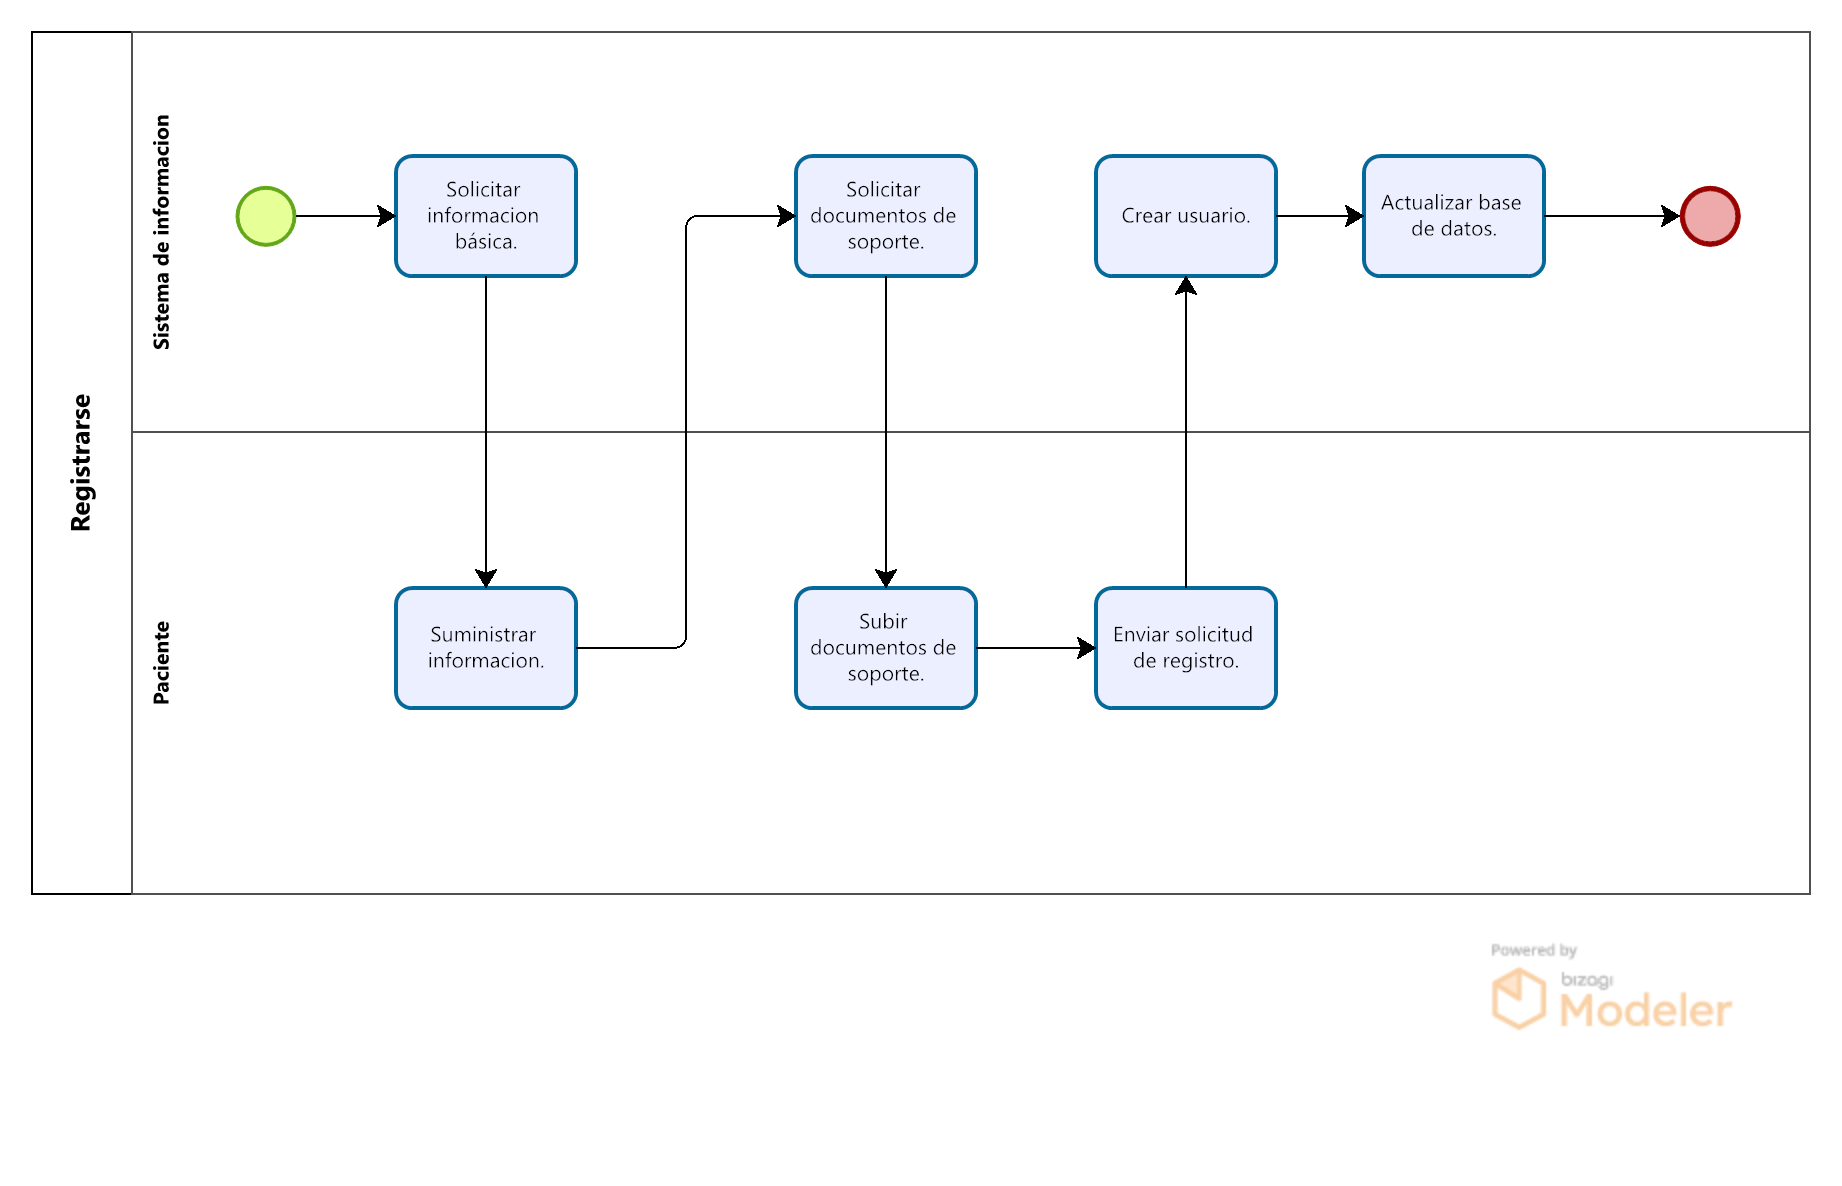 Registrarse
Sistema de informacion
Solicitar
informacion
básica.
Solicitar
documentos de
soporte.
Crear usuario.
Actualizar base
de datos.
Paciente
Suministrar
informacion.
Subir
documentos de
soporte.
Enviar solicitud
de registro.
Powered by
bizagi
Modeler